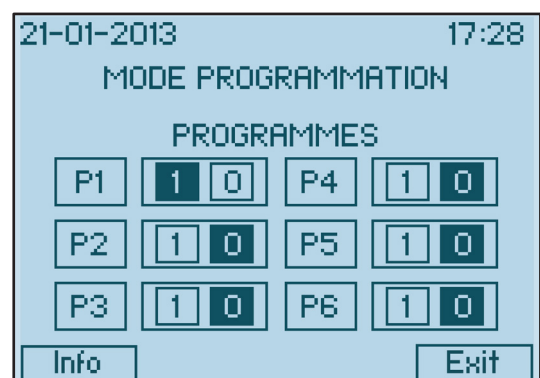 21-01-2013 17:28
MODE PROGRAMMATION
PROGRAMMES
P1 1 0 P4 1 0
P2 1 0 P5 1 0
P3 1 0 P6 1 0
Info Exit